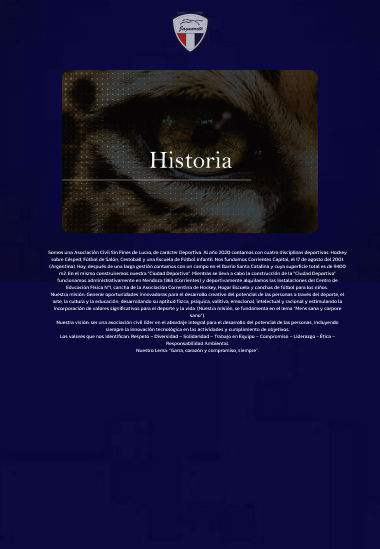 Jaguareté
Historia
Somos una Asociación Civil Sin Fines de Lucro, de carácter Deportiva. Al año 2020 contamos con cuatro disciplinas deportivas: Hockey
sobre Césped, Fútbol de Salón, Cestoball y una Escuela de Fútbol Infantil. Nos fundamos Corrientes Capital, el 17 de agosto del 2001.
(Argentina). Hoy, después de una larga gestión contamos con un campo en el Barrio Santa Catalina y cuya superficie total es de 9400
m2. En el mismo construiremos nuestra "Ciudad Deportiva". Mientras se lleva a cabo la construcción de la "Ciudad Deportiva"
funcionamos administrativamente en Mendoza 1163 (Corrientes) y deportivamente alquilamos las instalaciones del Centro de
Educación Física N°1, cancha de la Asociación Correntina de Hockey, Hogar Escuela y canchas de fútbol para los niños.
Nuestra misión: Generar oportunidades innovadoras para el desarrollo creativo del potencial de las personas a través del deporte, el
arte, la cultura y la educación; desarrollando su aptitud física, psíquica, volitiva, emocional, intelectual y racional y estimulando la
incorporación de valores significativos para el deporte y la vida. (Nuestra misión, se fundamenta en el lema "Mens sana y corpore
sano").
Nuestra visión: ser una asociación civil líder en el abordaje integral para el desarrollo del potencial de las personas, incluyendo
siempre la innovación tecnológica en las actividades y cumplimiento de objetivos.
Los valores que nos identifican: Respeto – Diversidad – Solidaridad – Trabajo en Equipo – Compromiso – Liderazgo – Ética –
Responsabilidad Ambiental.
Nuestro Lema: "Garra, corazón y compromiso, siempre".